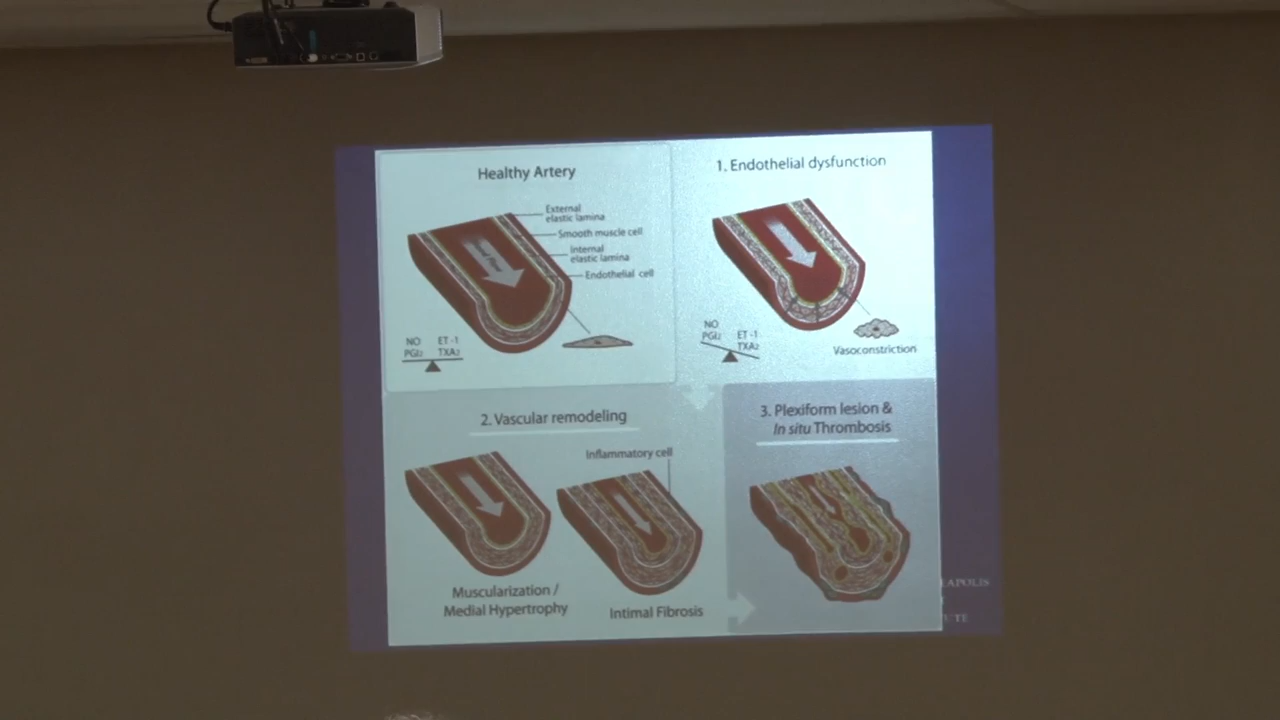 Healthy Artery
External
elastic lamina
Smooth muscle cell
Internal
elastic lamina
Endothelial cell
NO ET-1
PGI2 TXA2
1. Endothelial dysfunction
NO
PGI2 ET-1
TXA2
Vasoconstriction
2. Vascular remodeling
Inflammatory cell
Muscularization /
Medial Hypertrophy
Intimal Fibrosis
3. Plexiform lesion &
In situ Thrombosis
EAPOLIS
UTE